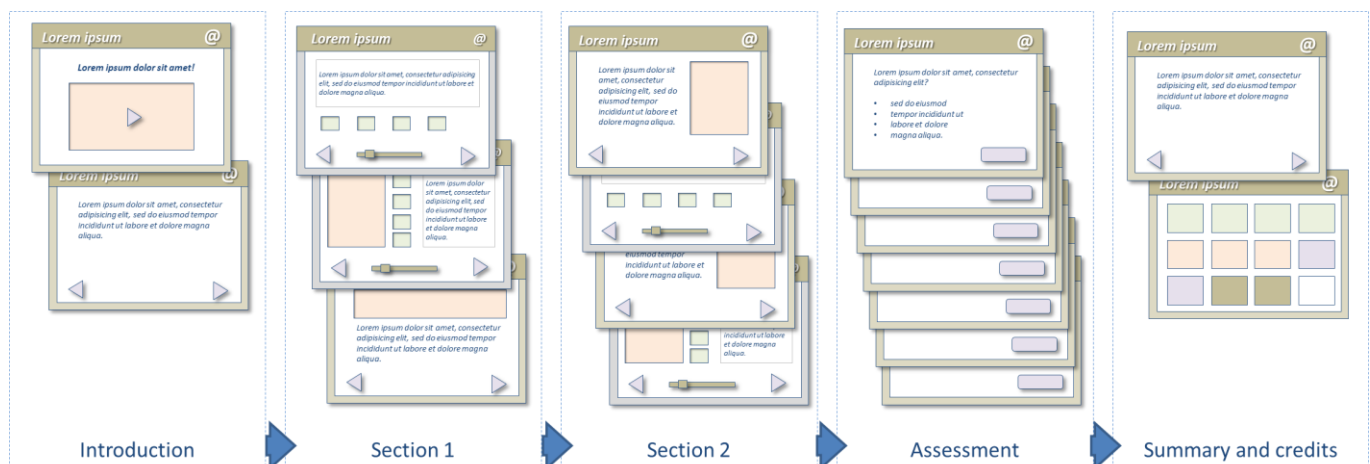 Lorem ipsum @
Lorem ipsum dolor sit amet!
Lorem ipsum @
Lorem ipsum dolor sit amet, consectetur
adipisicing elit, sed do eiusmod tempor
incididunt ut labore et dolore magna
aliqua.
Introduction
Lorem ipsum @
Lorem ipsum dolor sit amet, consectetur adipisicing
elit, sed do eiusmod tempor incididunt ut labore et
dolore magna aliqua.
Lorem ipsum dolor sit
amet, consectetur
adipisicing elit, sed do
eiusmod tempor
incididunt ut labore
et dolore magna
aliqua.
@
Lorem ipsum dolor sit amet, consectetur
adipisicing elit, sed do eiusmod tempor
incididunt ut labore et dolore magna
aliqua.
Section 1
Lorem ipsum @
Lorem ipsum dolor sit
amet, consectetur
adipisicing elit, sed do
eiusmod tempor
incididunt ut labore et
dolore magna aliqua.
@
eiusmod tempor
incididunt ut labore et
dolore magna aliqua.
@
incididunt ut labore
et dolore magna
aliqua.
Section 2
Lorem ipsum @
Lorem ipsum dolor sit amet, consectetur
adipisicing elit?
• sed do eiusmod
• tempor incididunt ut
• labore et dolore
• magna aliqua.
Assessment
Lorem ipsum @
Lorem ipsum dolor sit amet, consectetur
adipisicing elit, sed do eiusmod tempor
incididunt ut labore et dolore magna
aliqua.
Lorem ipsum @
Summary and credits